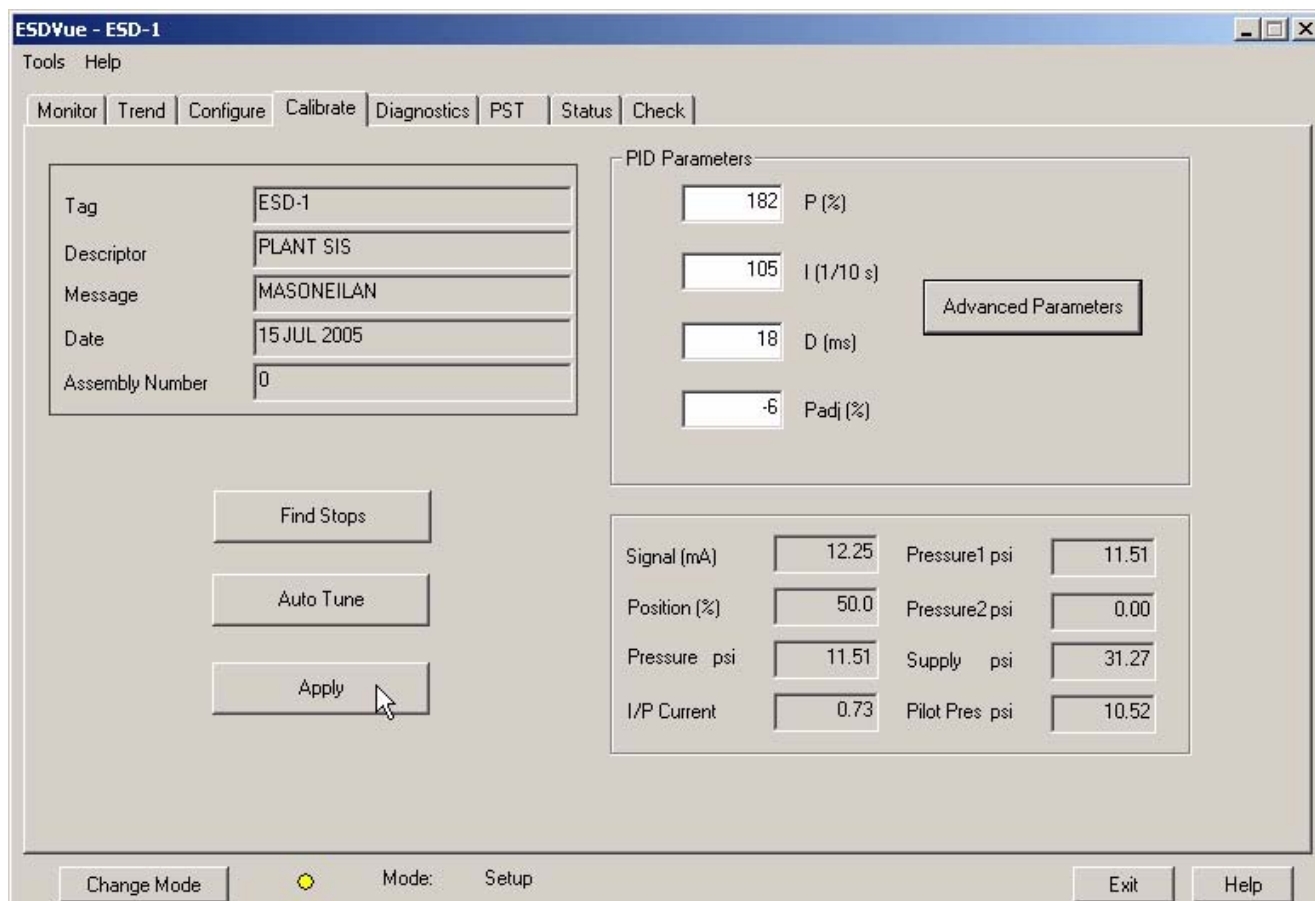 ESDVue - ESD-1
Tools Help
Monitor Trend Configure Calibrate Diagnostics PST Status Check
Tag ESD-1
Descriptor PLANT SIS
Message MASONEILAN
Date 15 JUL 2005
Assembly Number 0
Find Stops
Auto Tune
Apply
PID Parameters
182 P (%)
105 I (1/10 s)
18 D (ms)
-6 Padj (%)
Advanced Parameters
Signal (mA) 12.25 Pressure1 psi 11.51
Position (%) 50.0 Pressure2 psi 0.00
Pressure psi 11.51 Supply psi 31.27
I/P Current 0.73 Pilot Pres psi 10.52
Change Mode Mode: Setup Exit Help